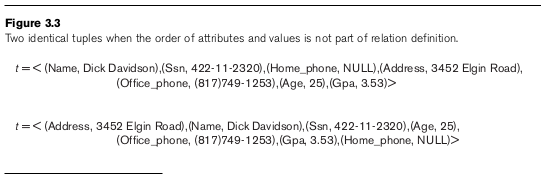 Figure 3.3
Two identical tuples when the order of attributes and values is not part of relation definition.
t = < (Name, Dick Davidson),(Ssn, 422-11-2320),(Home_phone, NULL),(Address, 3452 Elgin Road),
(Office_phone, (817)749-1253),(Age, 25),(Gpa, 3.53)>
t = < (Address, 3452 Elgin Road),(Name, Dick Davidson),(Ssn, 422-11-2320),(Age, 25),
(Office_phone, (817)749-1253),(Gpa, 3.53),(Home_phone, NULL)>